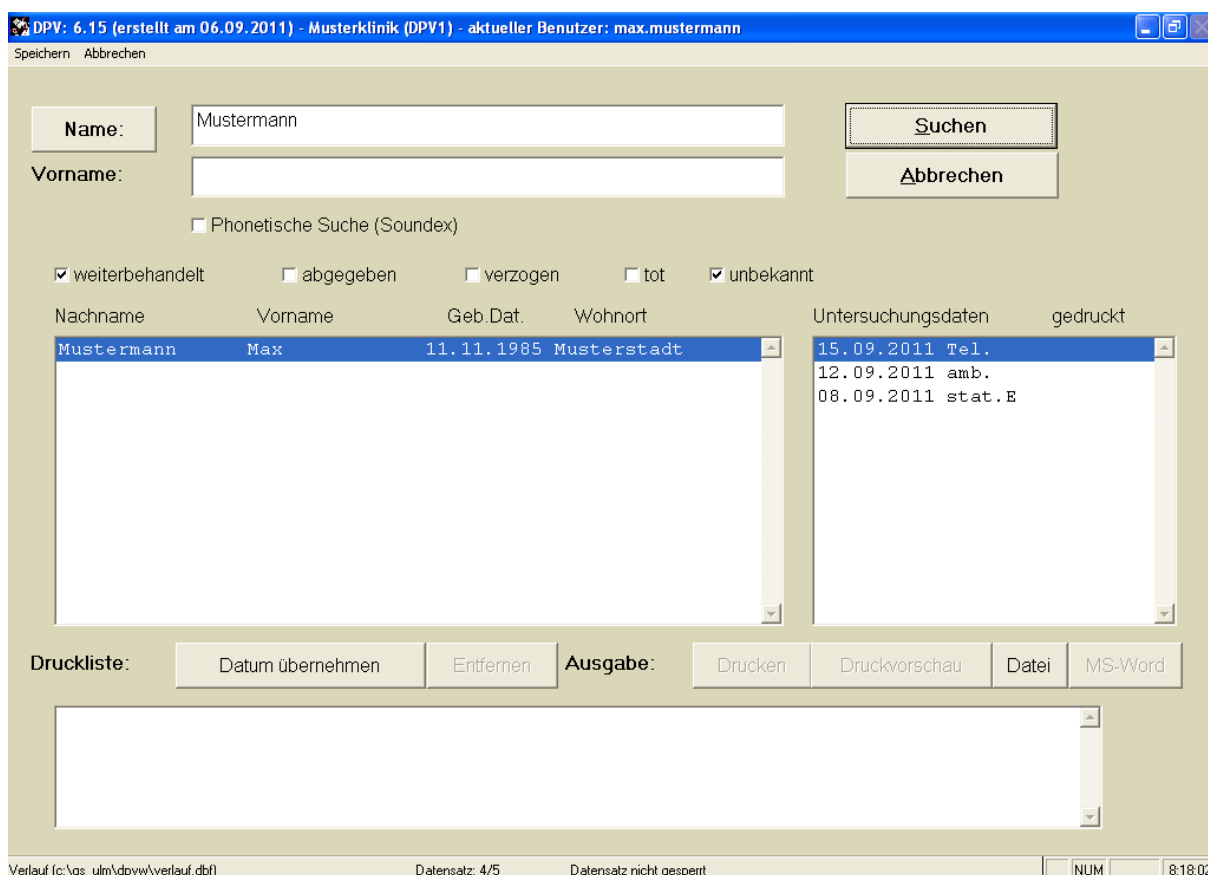 DPV: 6.15 (erstellt am 06.09.2011) - Musterklinik (DPV1) - aktueller Benutzer: max.mustermann
Speichern Abbrechen
Name: Mustermann Suchen
Vorname: Abbrechen
Phonetische Suche (Soundex)
weiterbehandelt abgegeben verzogen tot unbekannt
Nachname Vorname Geb.Dat. Wohnort Untersuchungsdaten gedruckt
Mustermann Max 11.11.1985 Musterstadt 15.09.2011 Tel.
12.09.2011 amb.
08.09.2011 stat.E
Druckliste: Datum übernehmen Entfernen Ausgabe: Drucken Druckvorschau Datei MS-Word
Verlauf (c:\qs_ulm\dpvw\verlauf.dbf) Datensatz: 4/5 Datensatz nicht gesperrt NUM 8:18:02